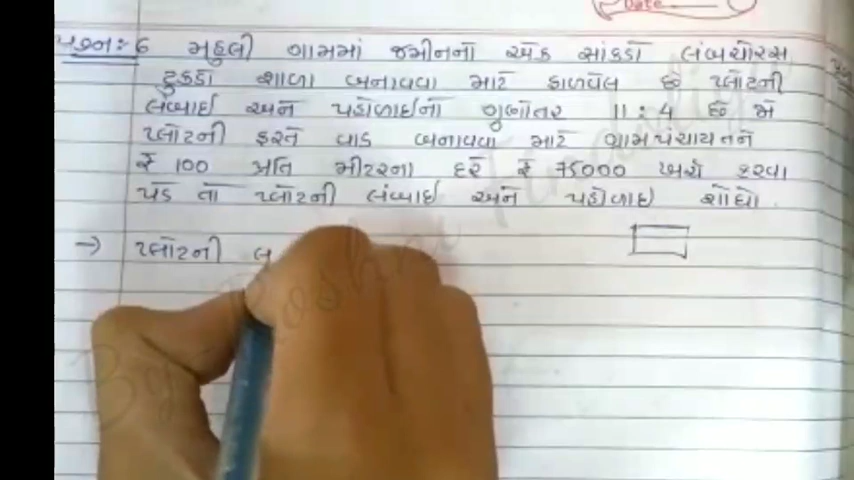 Date
પ્રશ્ન: 6 મહુલી ગામમાં જમીનનો એક સાંકડો લંબચોરસ
ટુકડો શાળા બનાવવા માટે ફાળવેલ છે પ્લોટની
લંબાઈ અને પહોળાઈનો ગુણોત્તર 11 : 4 છે જો
પ્લોટની ફરતે વાડ બનાવવા માટે ગ્રામપંચાયતને
₹ 100 પ્રતિ મીટરના દરે ₹ 75000 ખર્ચ કરવા
પડે તો પ્લોટની લંબાઈ અને પહોળાઈ શોધો.
→ પ્લોટની લ